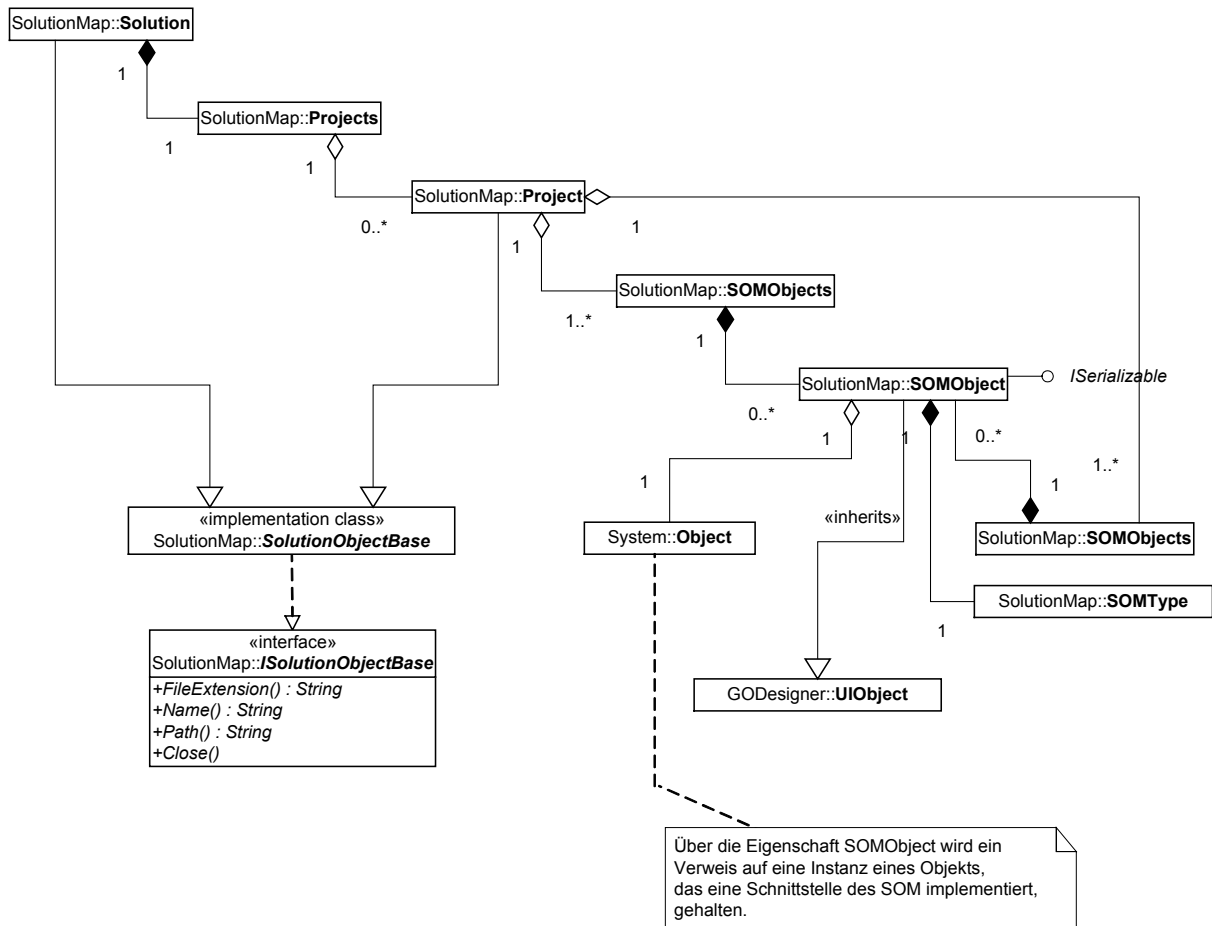 SolutionMap::Solution
1
SolutionMap::Projects
1
1
SolutionMap::Project
0..*
1
1
SolutionMap::SOMObjects
1..*
1
SolutionMap::SOMObject
ISerializable
0..*
1
1
0..*
1..*
1
1
«implementation class»
SolutionMap::SolutionObjectBase
«inherits»
System::Object
SolutionMap::SOMObjects
SolutionMap::SOMType
1
«interface»
SolutionMap::ISolutionObjectBase
+FileExtension() : String
+Name() : String
+Path() : String
+Close()
GODesigner::UIObject
Über die Eigenschaft SOMObject wird ein
Verweis auf eine Instanz eines Objekts,
das eine Schnittstelle des SOM implementiert,
gehalten.